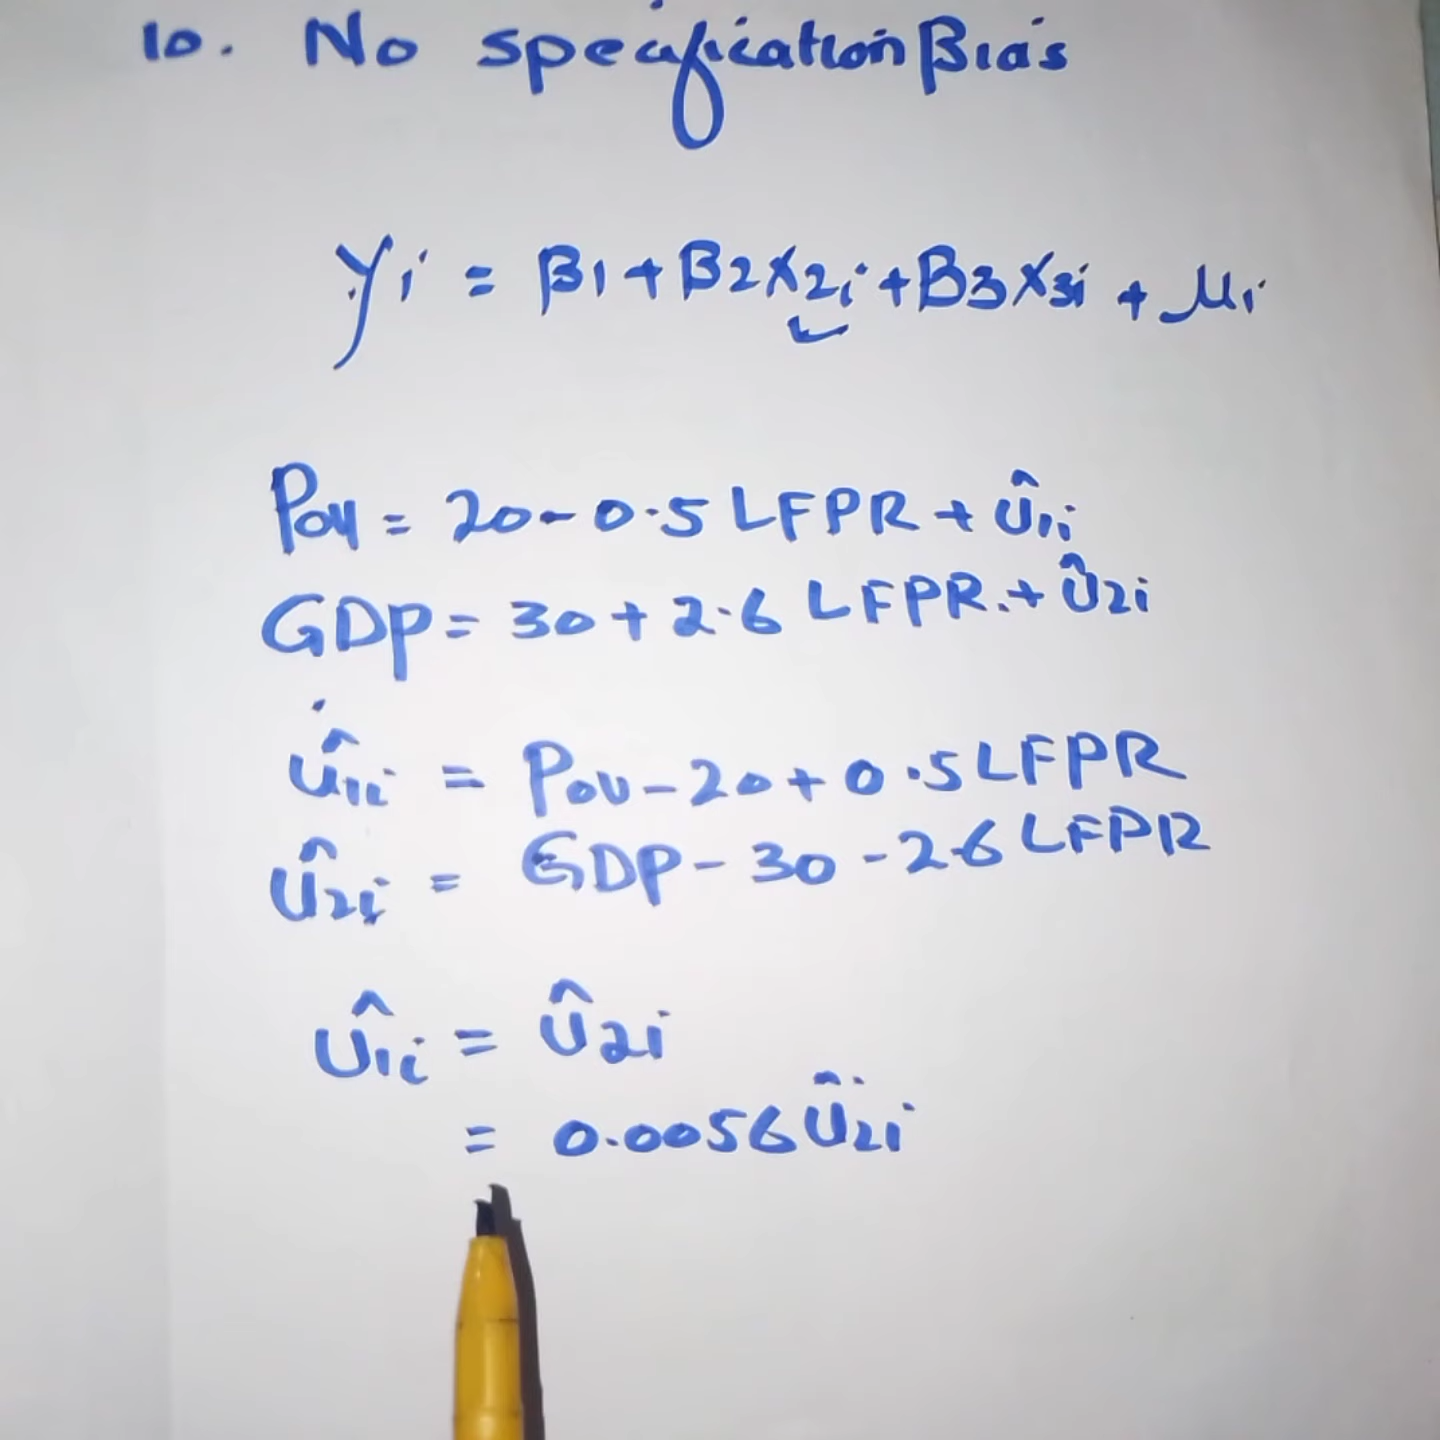 10. No specification Bias
Yi = β1 + β2X2i + β3X3i + μi
Pov = 20 - 0.5 LFPR + û1i
GDP = 30 + 2.6 LFPR. + û2i
û1i = Pov - 20 + 0.5 LFPR
û2i = GDP - 30 - 2.6 LFPR
û1i = û2i
= 0.0056 û2i